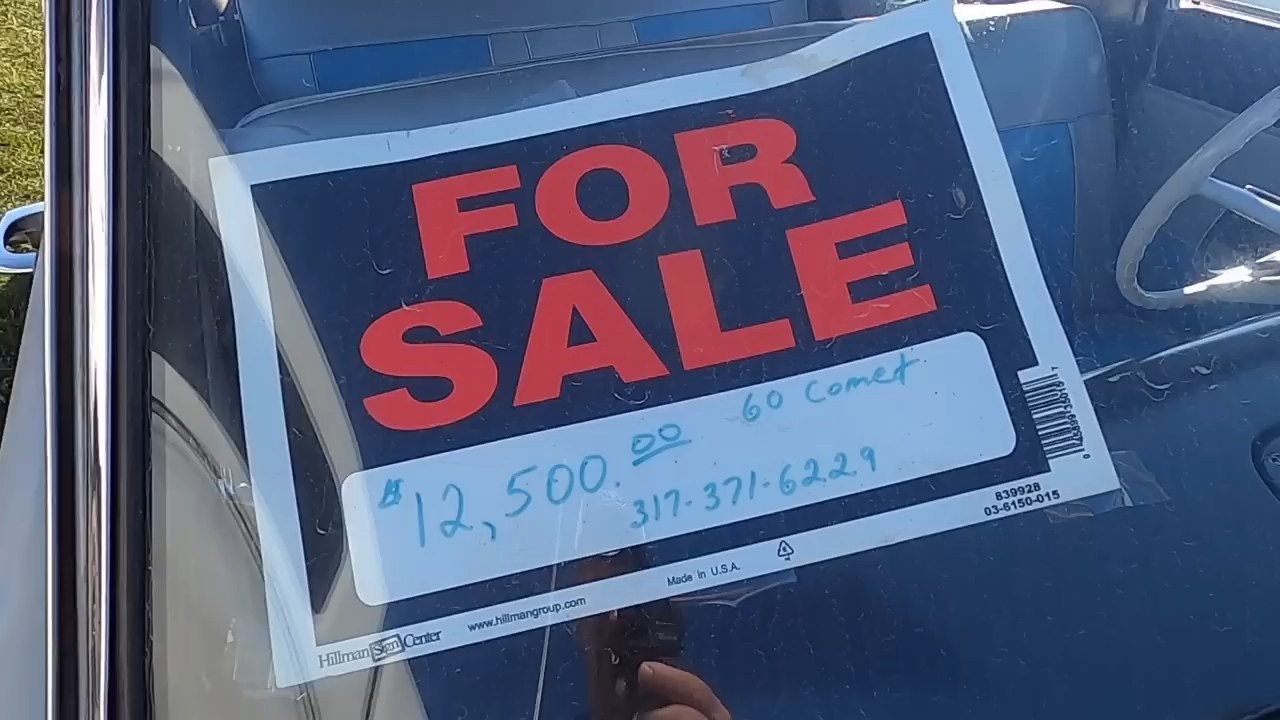 FOR
SALE
$12,500.00 60 Comet
317-371-6229
839928
03-6150-015
Made in U.S.A.
Hillman Sign Center www.hillmangroup.com